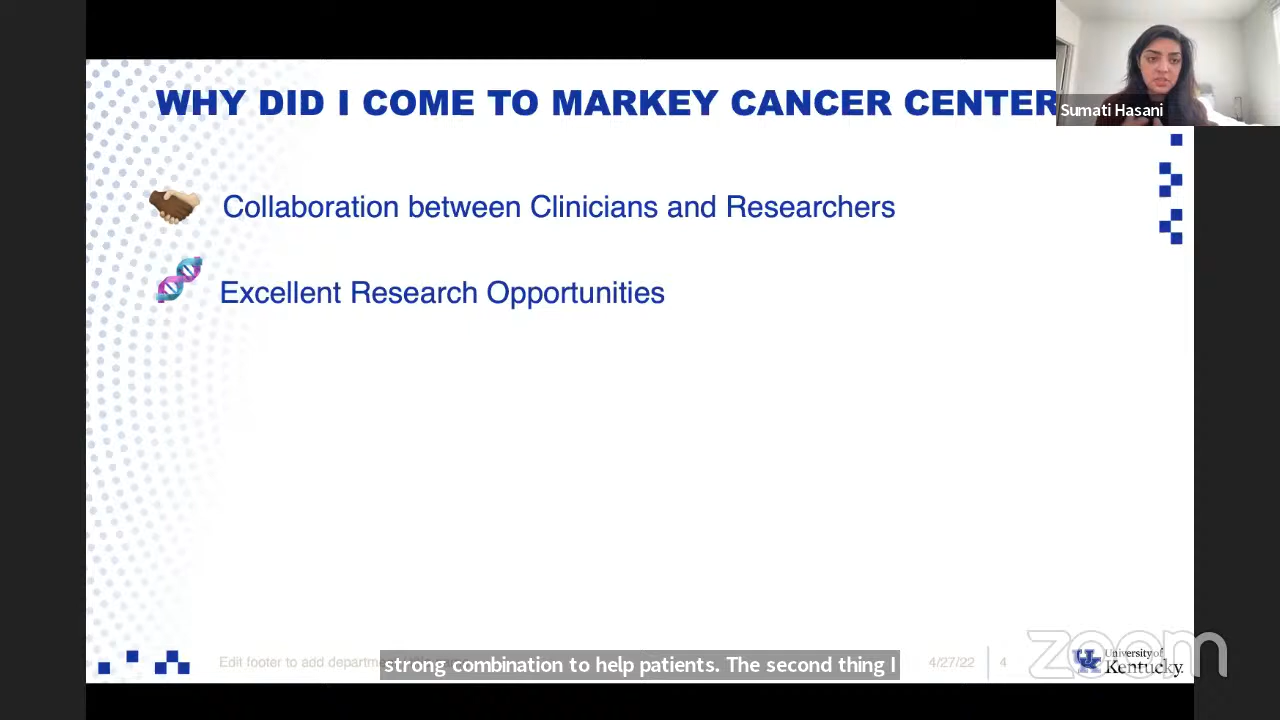 WHY DID I COME TO MARKEY CANCER CENTER
Sumati Hasani
Collaboration between Clinicians and Researchers
Excellent Research Opportunities
Edit footer to add
strong combination to help patients. The second thing I
4/27/22
4
zoom
UK
University of
Kentucky.